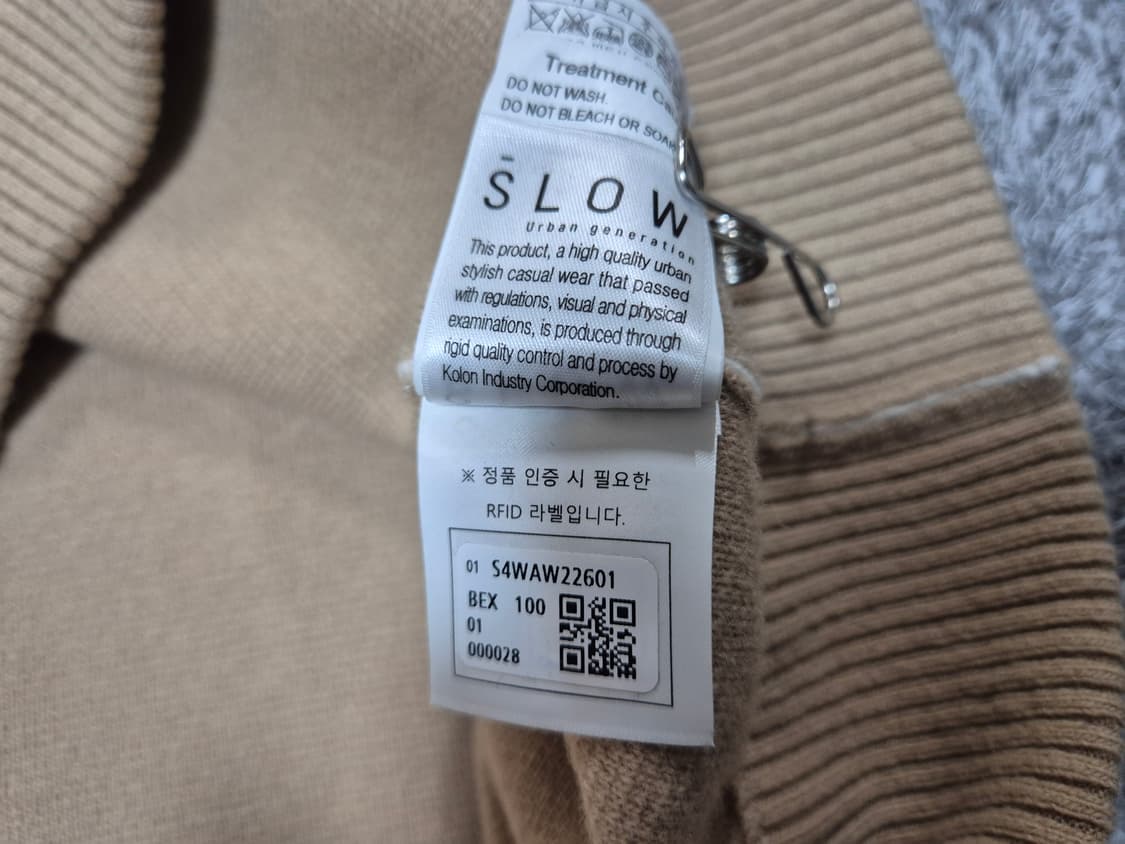 Treatment
DO NOT WASH.
DO NOT BLEACH OR SOAK
SLOW
Urban generation
This product, a high quality urban
stylish casual wear that passed
with regulations, visual and physical
examinations, is produced through
rigid quality control and process by
Kolon Industry Corporation.
※ 정품 인증 시 필요한
RFID 라벨입니다.
01 S4WAW22601
BEX 100
01
000028